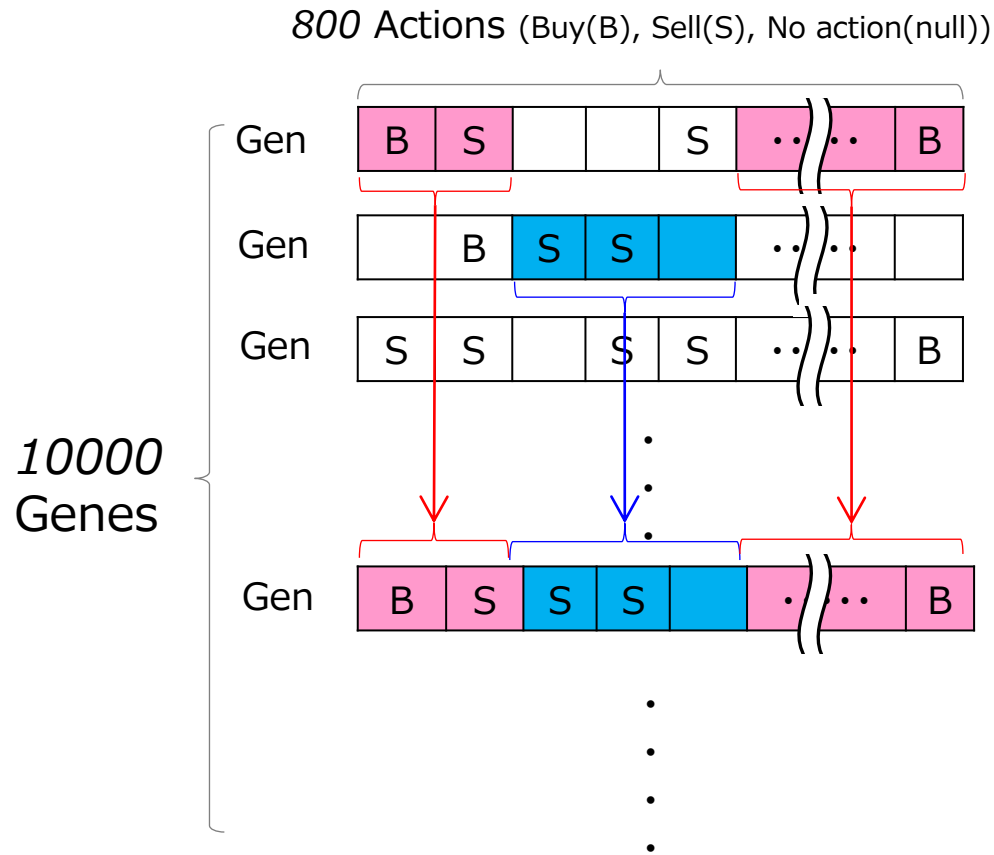 800 Actions (Buy(B), Sell(S), No action(null))
Gen B S S ・・・・・ B
Gen B S S ・・・・・
Gen S S S S ・・・・・ B
10000
Genes
Gen B S S S ・・・・・ B